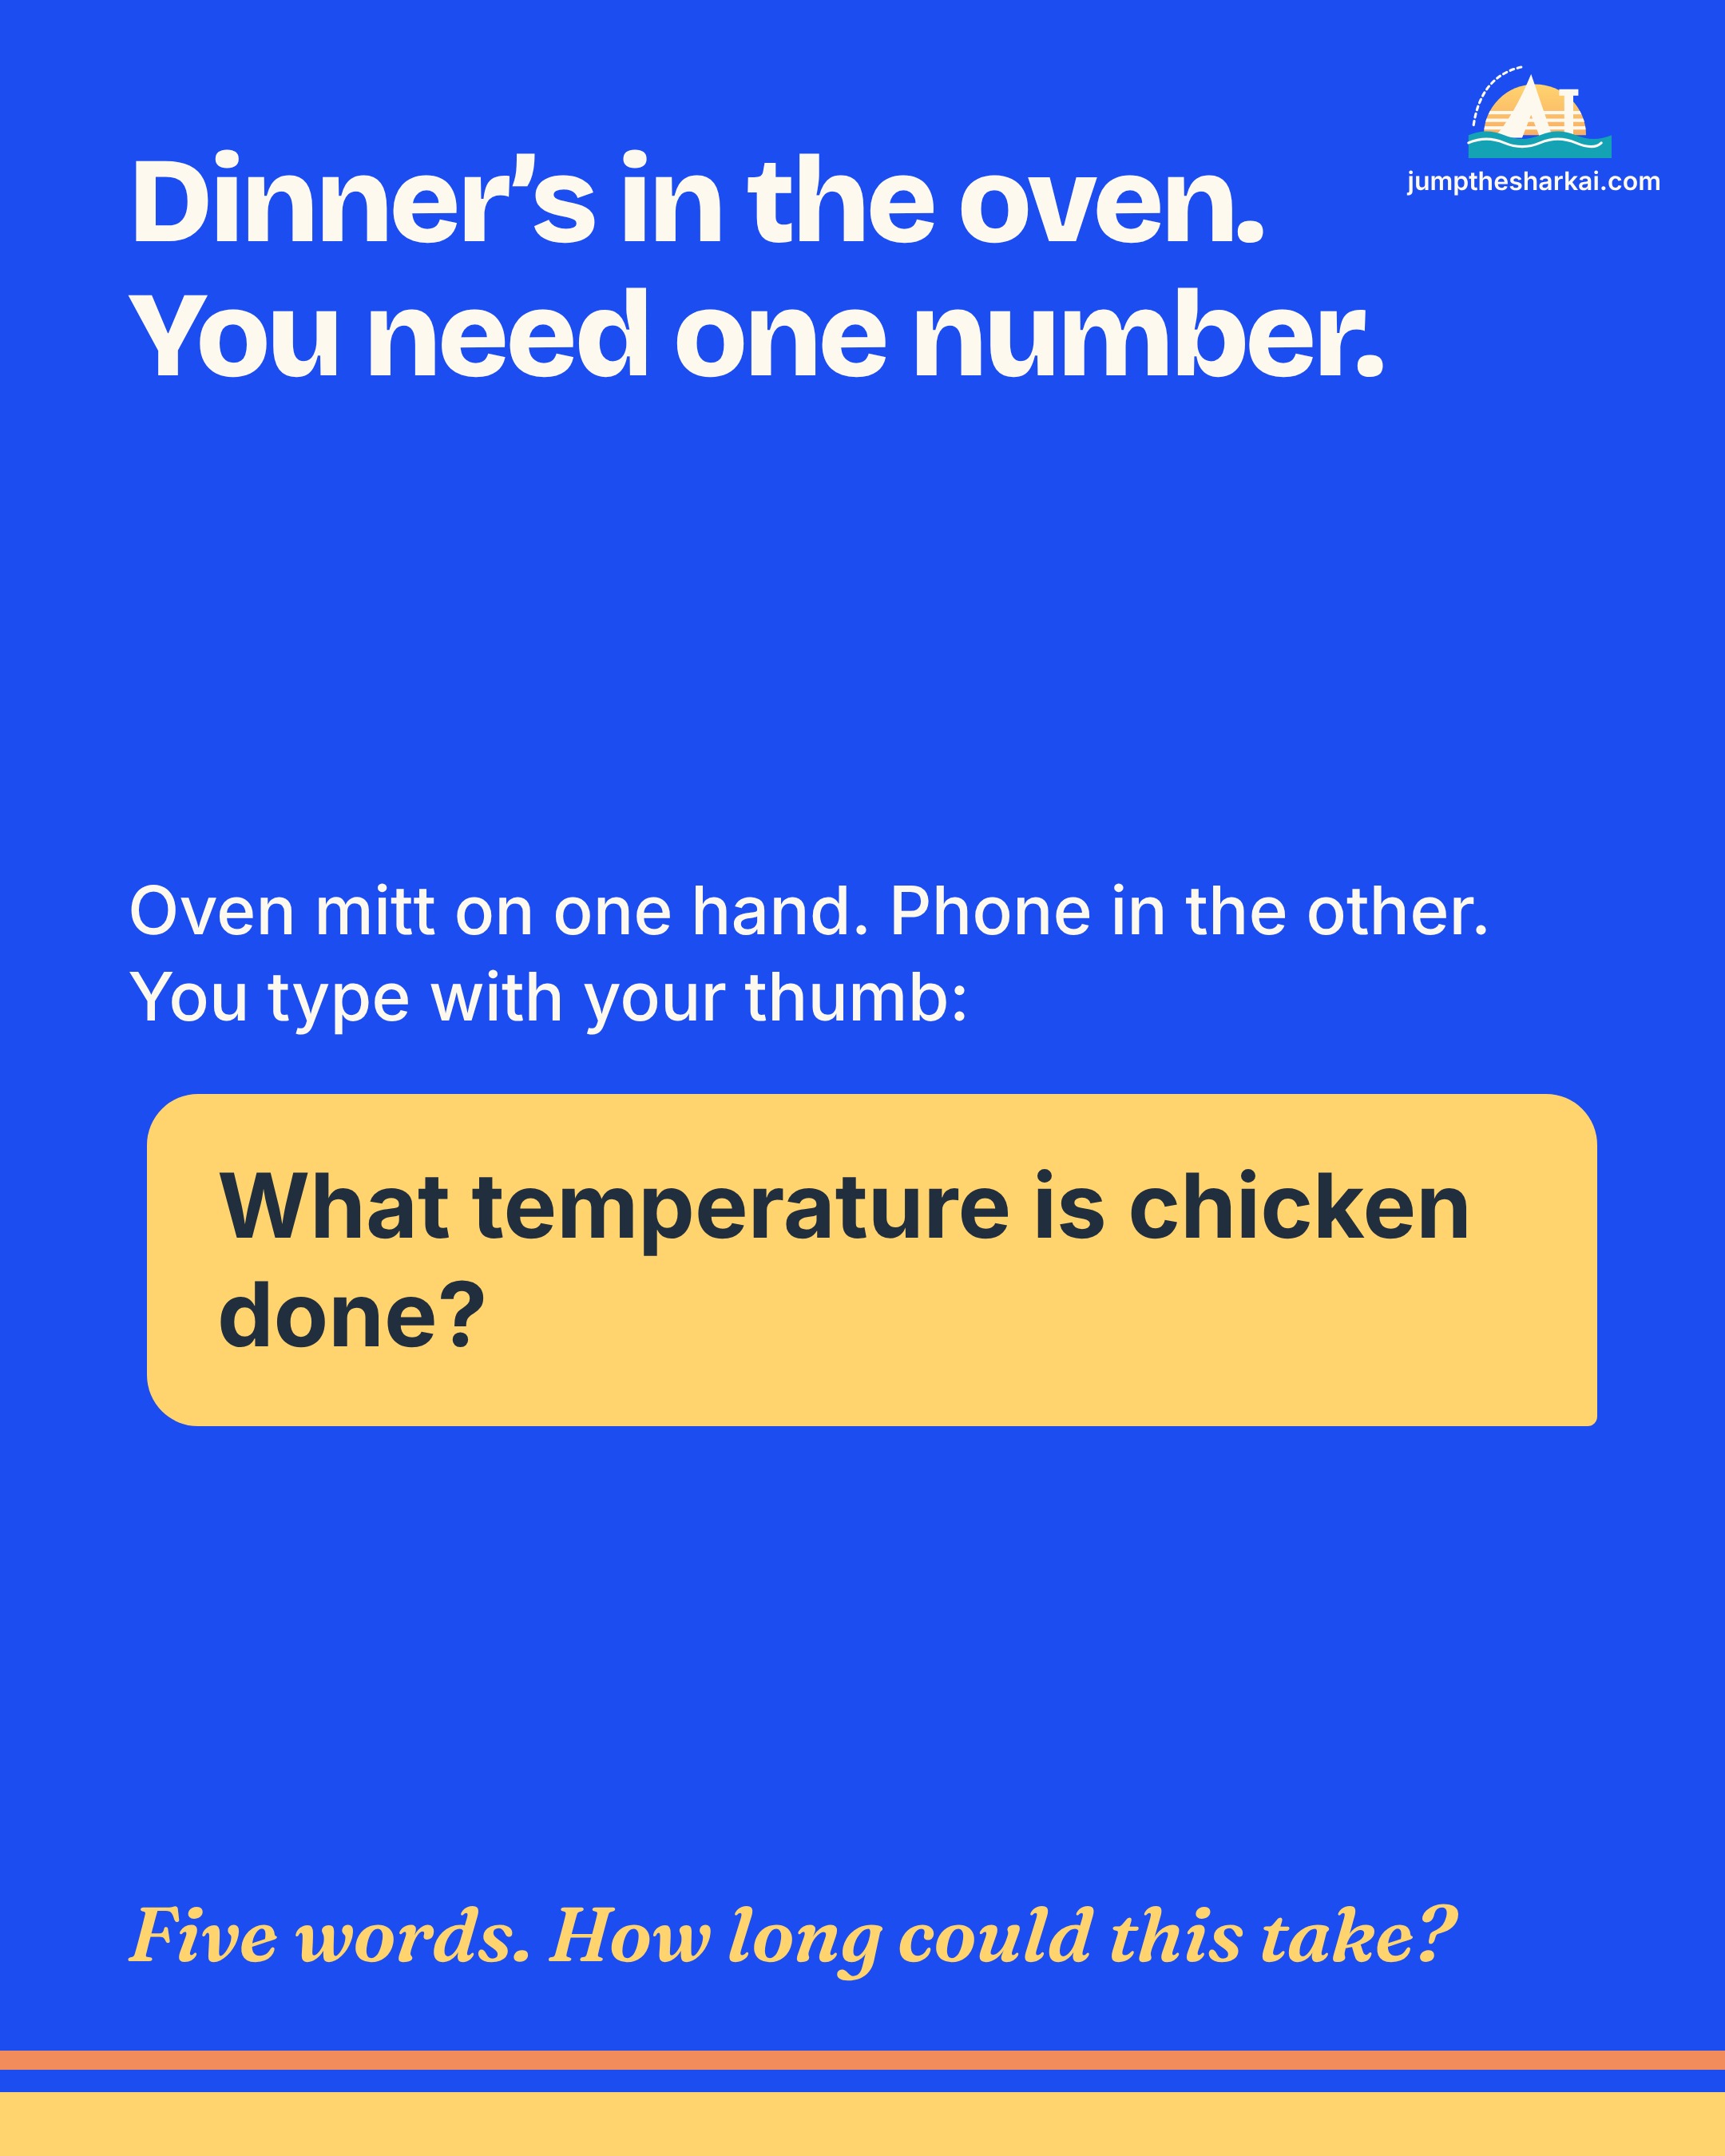 AI
jumpthesharkai.com
Dinner’s in the oven.
You need one number.
Oven mitt on one hand. Phone in the other.
You type with your thumb:
What temperature is chicken
done?
Five words. How long could this take?